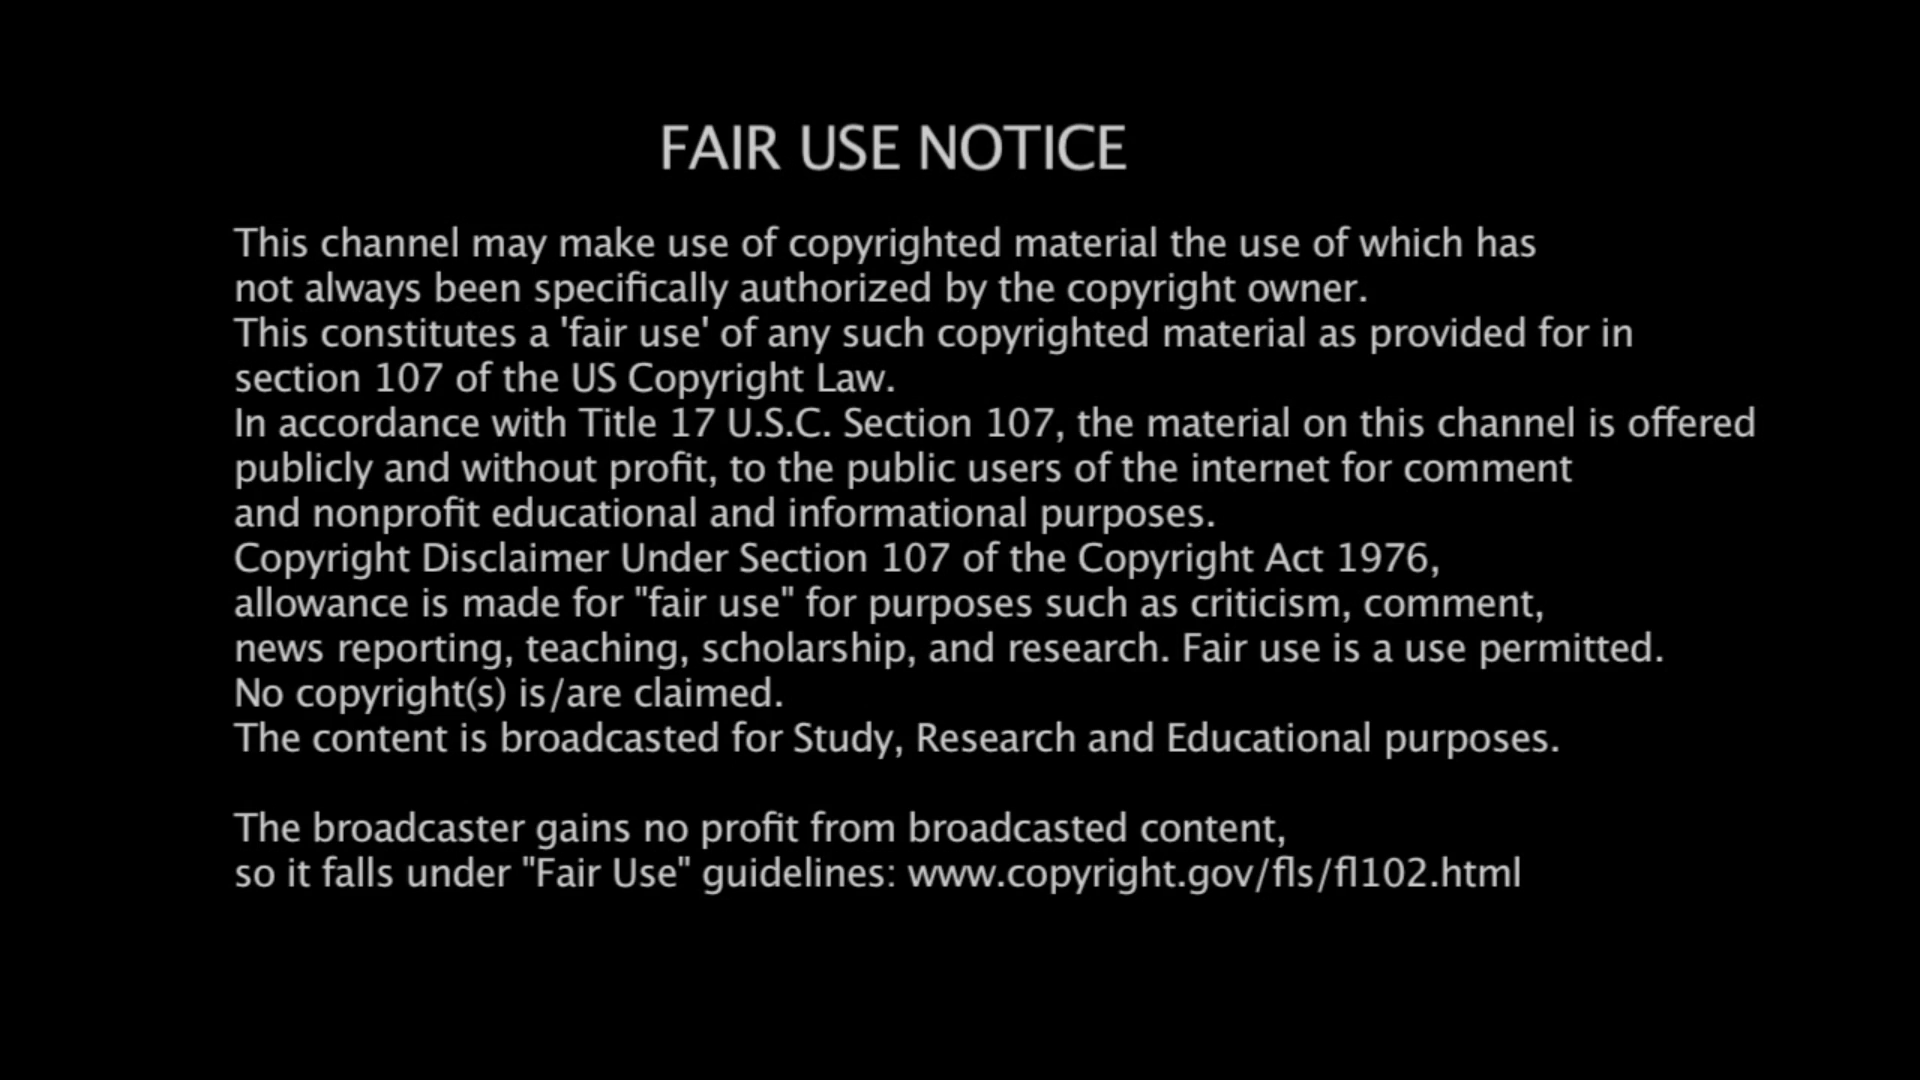 FAIR USE NOTICE
This channel may make use of copyrighted material the use of which has
not always been specifically authorized by the copyright owner.
This constitutes a 'fair use' of any such copyrighted material as provided for in
section 107 of the US Copyright Law.
In accordance with Title 17 U.S.C. Section 107, the material on this channel is offered
publicly and without profit, to the public users of the internet for comment
and nonprofit educational and informational purposes.
Copyright Disclaimer Under Section 107 of the Copyright Act 1976,
allowance is made for "fair use" for purposes such as criticism, comment,
news reporting, teaching, scholarship, and research. Fair use is a use permitted.
No copyright(s) is/are claimed.
The content is broadcasted for Study, Research and Educational purposes.
The broadcaster gains no profit from broadcasted content,
so it falls under "Fair Use" guidelines: www.copyright.gov/fls/fl102.html